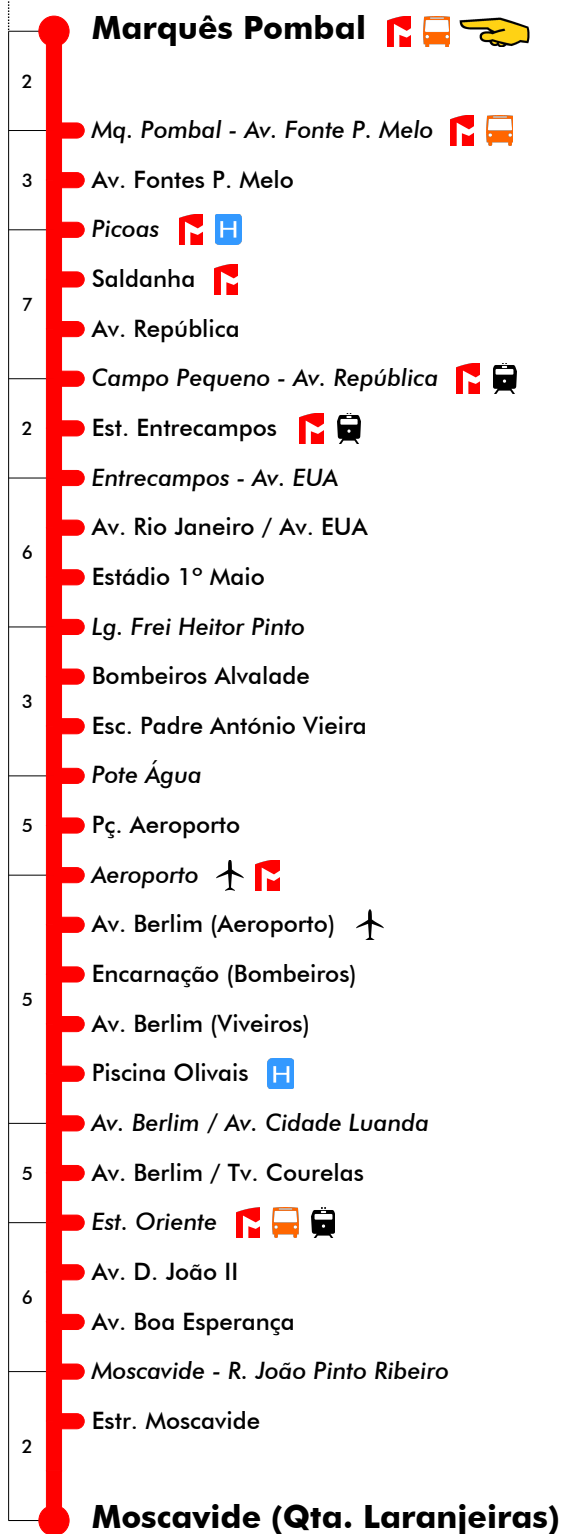 Marquês Pombal
2
Mq. Pombal - Av. Fonte P. Melo
3 Av. Fontes P. Melo
Picoas H
Saldanha
7
Av. República
Campo Pequeno - Av. República
2 Est. Entrecampos
Entrecampos - Av. EUA
Av. Rio Janeiro / Av. EUA
6
Estádio 1º Maio
Lg. Frei Heitor Pinto
Bombeiros Alvalade
3
Esc. Padre António Vieira
Pote Água
5 Pç. Aeroporto
Aeroporto
Av. Berlim (Aeroporto)
Encarnação (Bombeiros)
5
Av. Berlim (Viveiros)
Piscina Olivais H
Av. Berlim / Av. Cidade Luanda
5 Av. Berlim / Tv. Courelas
Est. Oriente
Av. D. João II
6
Av. Boa Esperança
Moscavide - R. João Pinto Ribeiro
Estr. Moscavide
2
Moscavide (Qta. Laranjeiras)